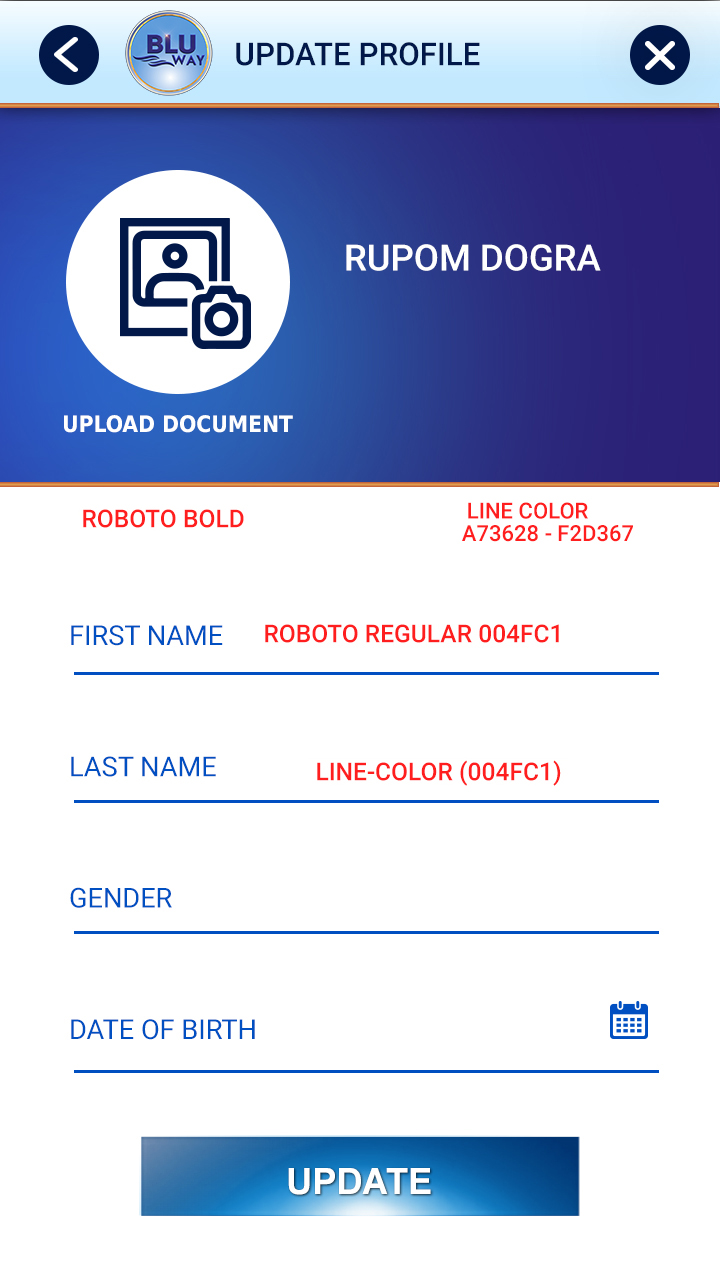 BLU
WAY
UPDATE PROFILE
RUPOM DOGRA
UPLOAD DOCUMENT
ROBOTO BOLD
LINE COLOR
A73628 - F2D367
FIRST NAME
ROBOTO REGULAR 004FC1
LAST NAME
LINE-COLOR (004FC1)
GENDER
DATE OF BIRTH
UPDATE